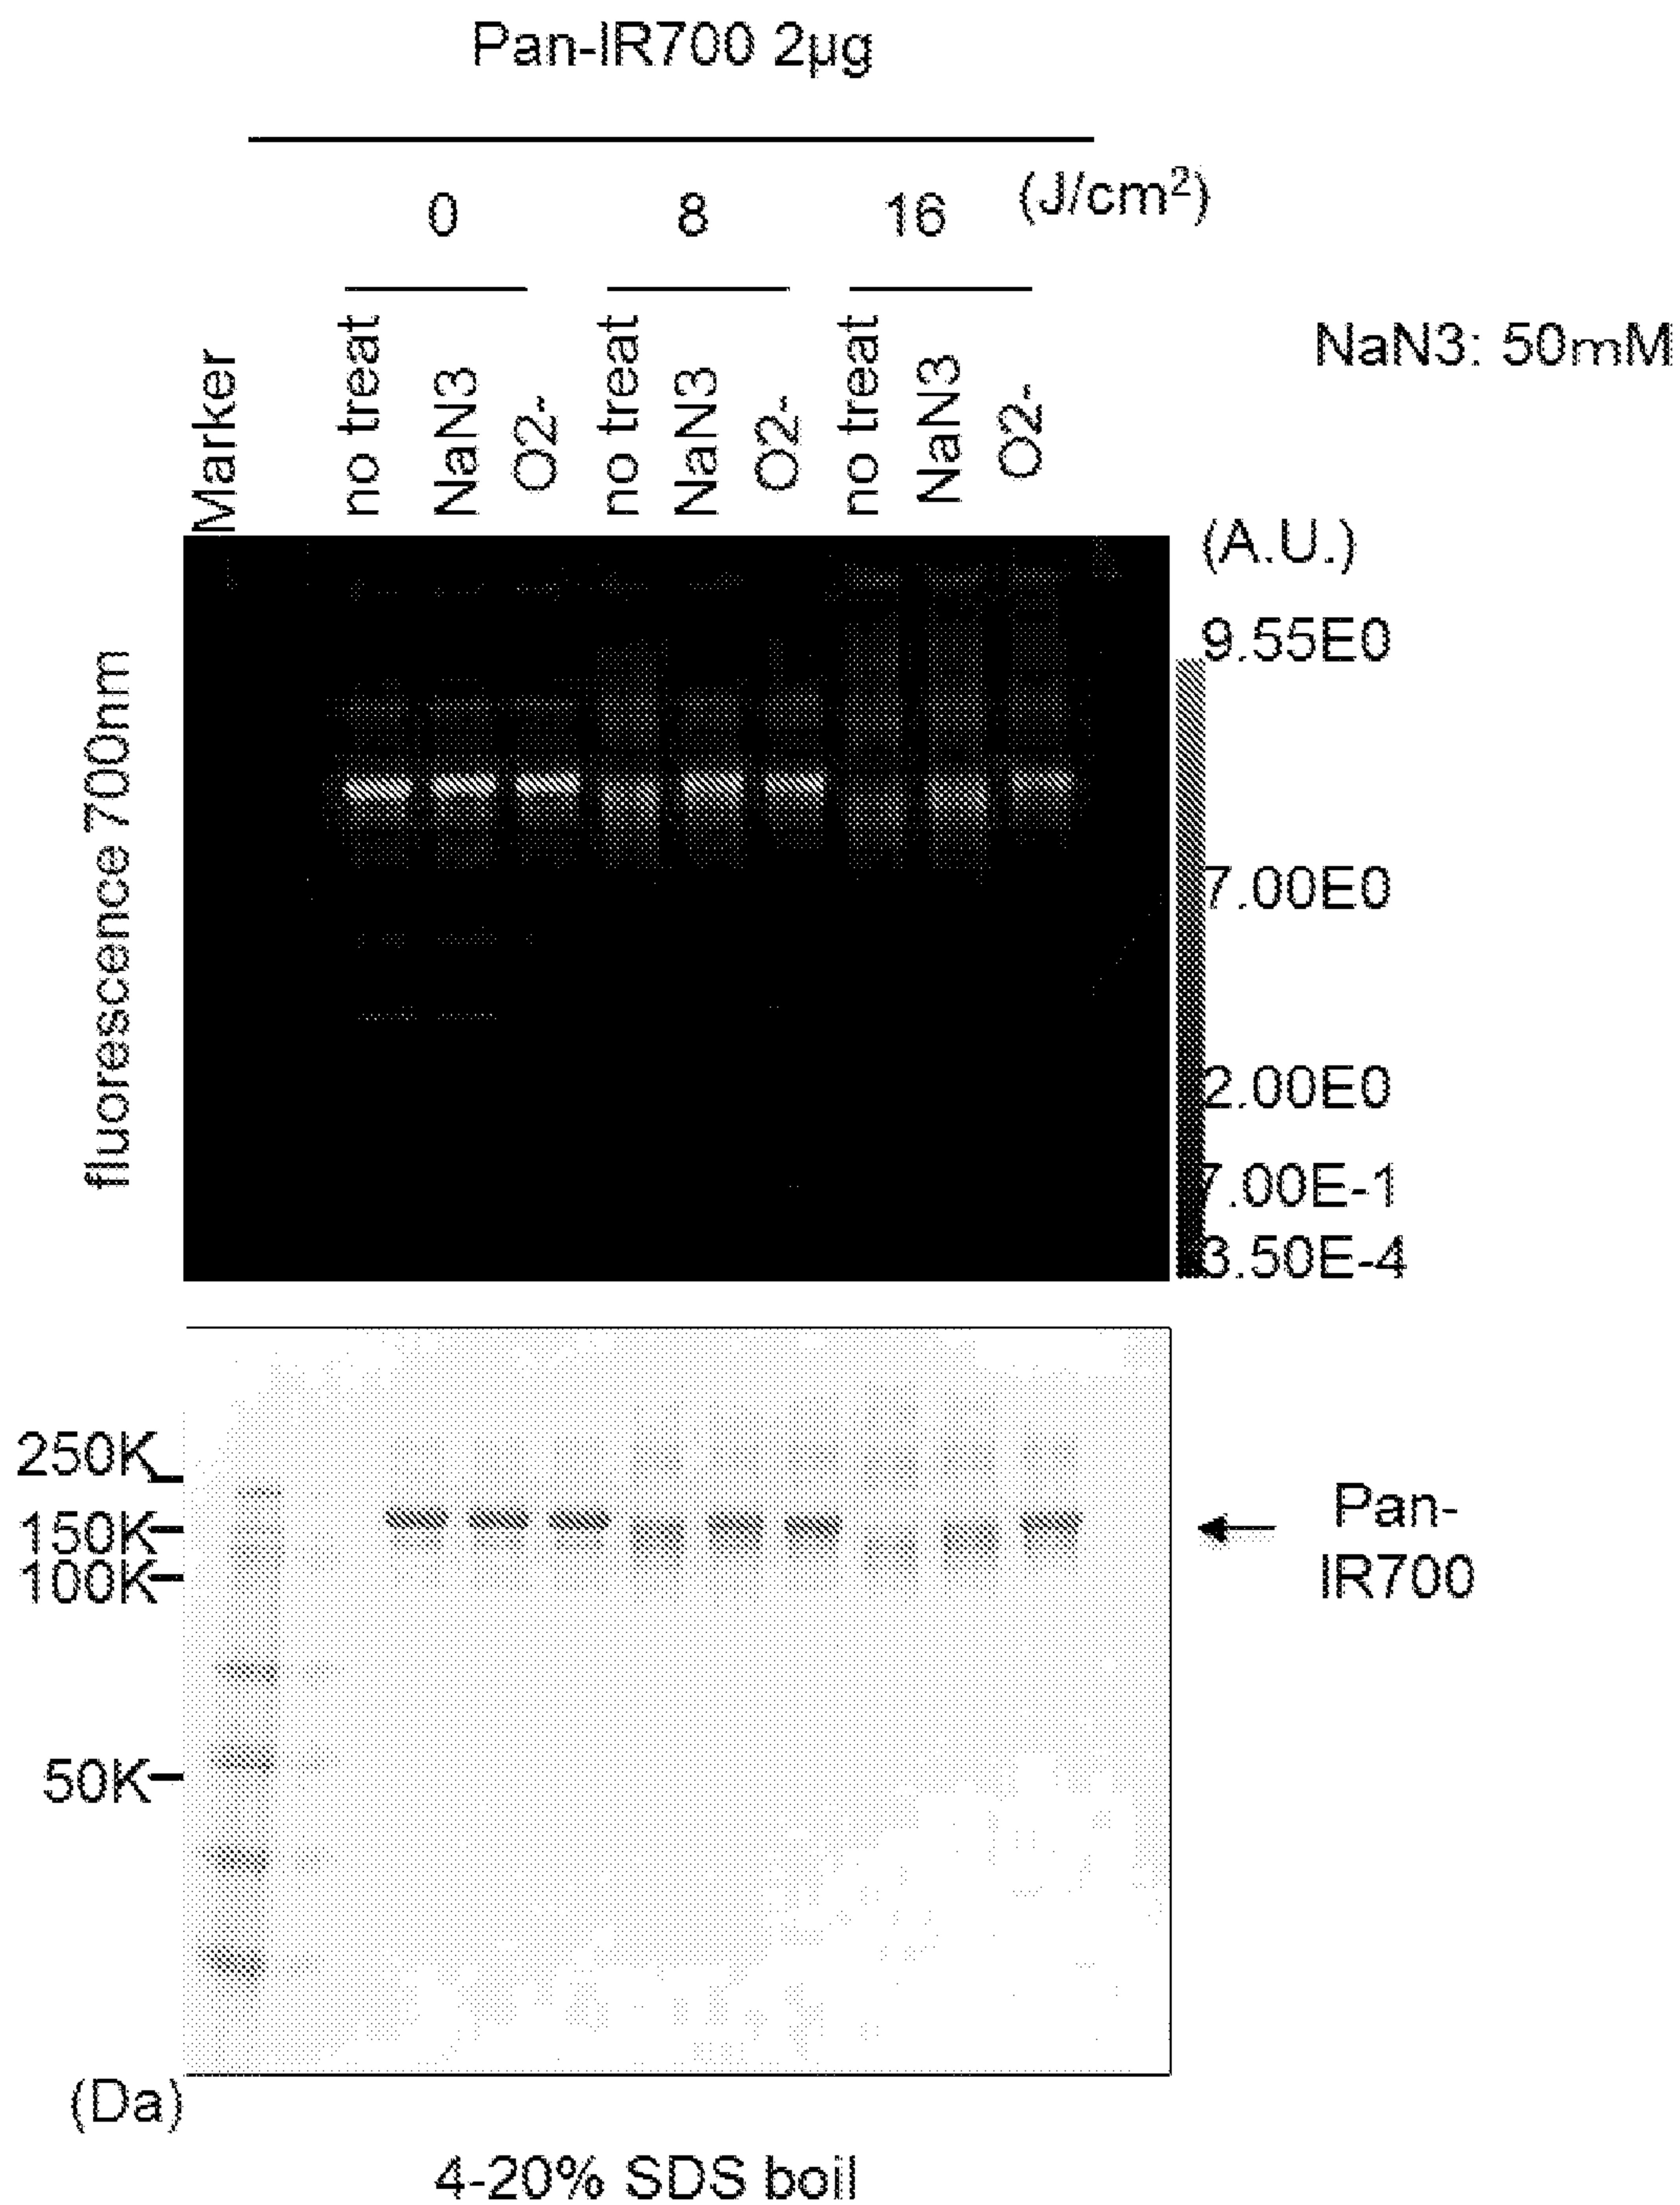 Pan-IR700 2µg
0 8 16 (J/cm²)
Marker
no treat
NaN3
O2-
no treat
NaN3
O2-
no treat
NaN3
O2-
NaN3: 50mM
fluorescence 700nm
(A.U.)
9.55E0
7.00E0
2.00E0
7.00E-1
3.50E-4
250K
150K
100K
50K
(Da)
Pan-
IR700
4-20% SDS boil